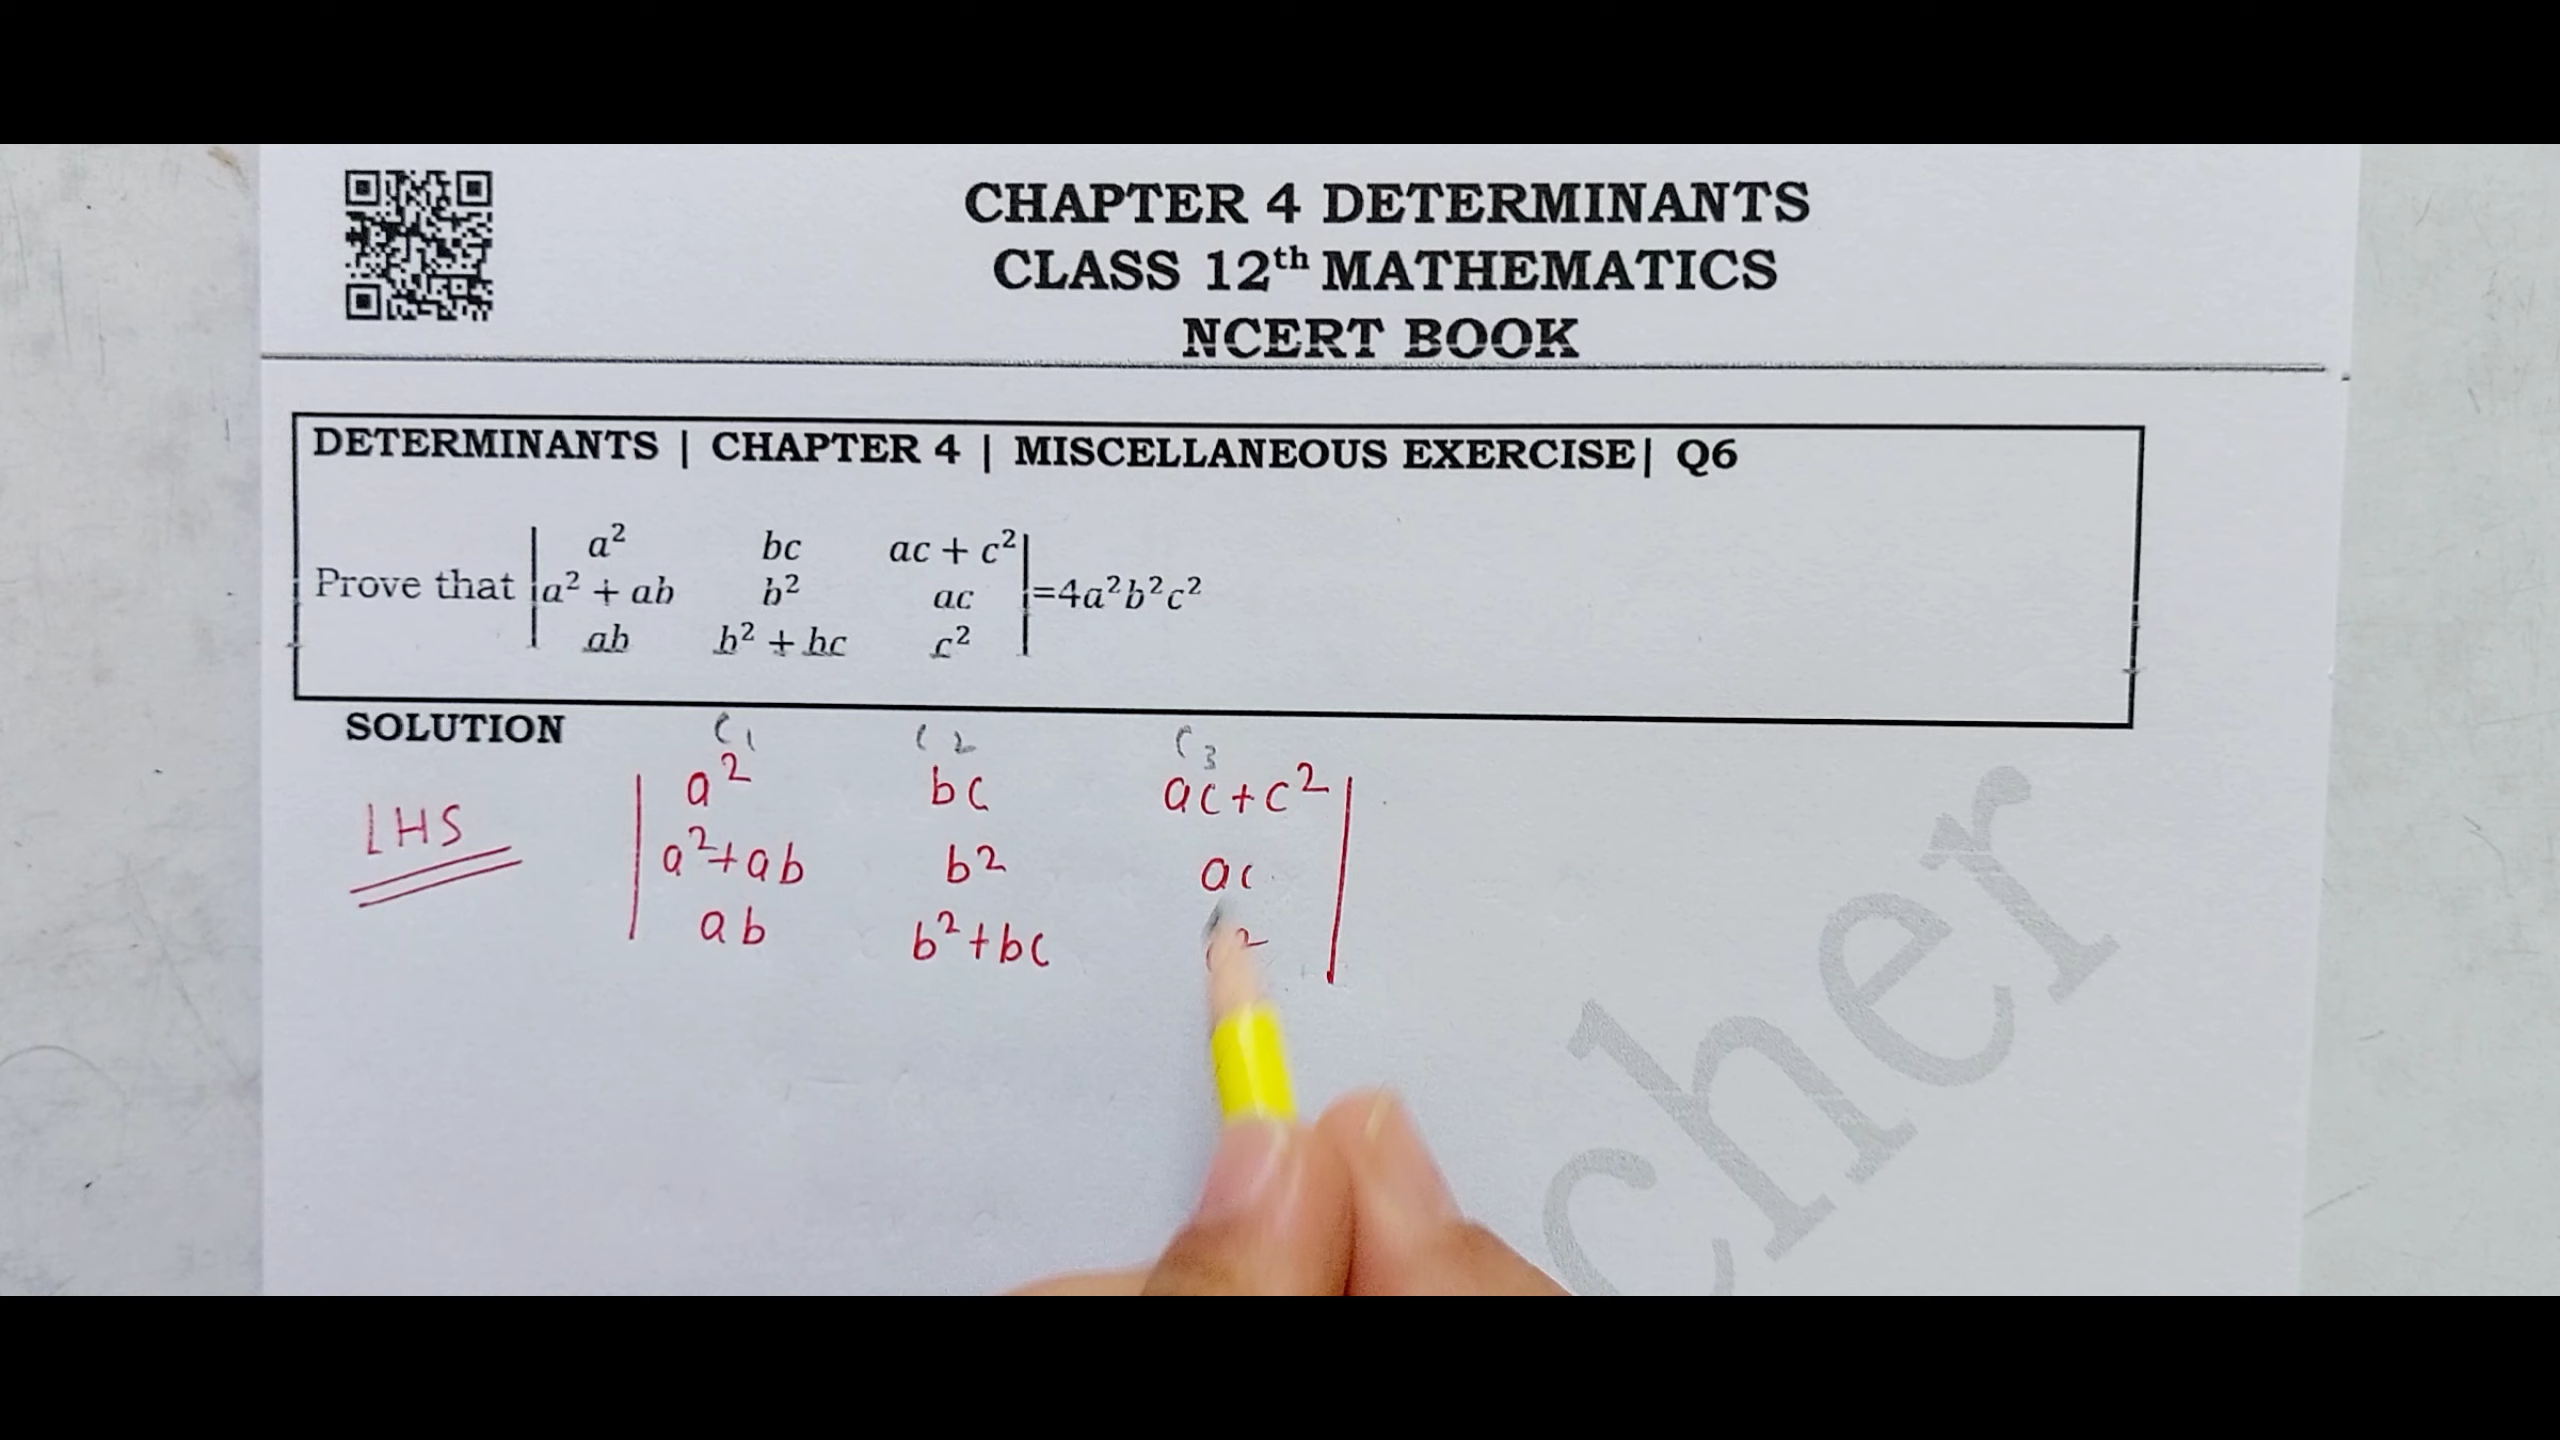 CHAPTER 4 DETERMINANTS
CLASS 12th MATHEMATICS
NCERT BOOK
DETERMINANTS | CHAPTER 4 | MISCELLANEOUS EXERCISE| Q6
a² bc ac + c²
Prove that a² + ab b² ac =4a²b²c²
ab b² + bc c²
SOLUTION
C₁ C₂ C₃
LHS
a² bc ac+c²
a²+ab b² ac
ab b²+bc
cher